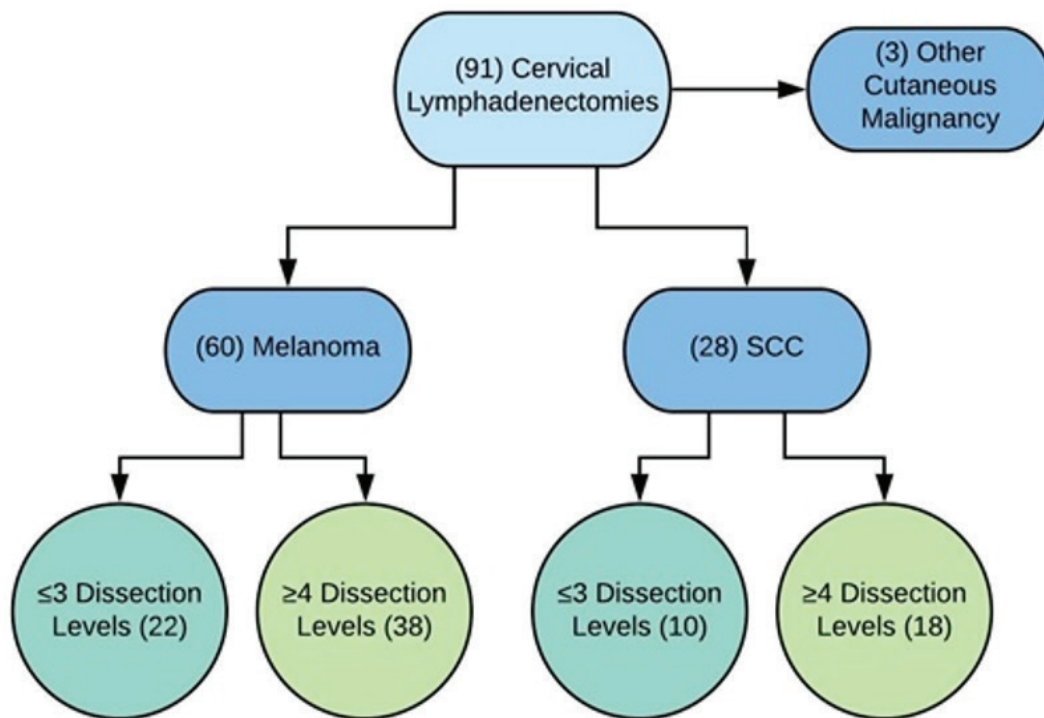 (91) Cervical
Lymphadenectomies
(3) Other
Cutaneous
Malignancy
(60) Melanoma
(28) SCC
≤3 Dissection
Levels (22)
≥4 Dissection
Levels (38)
≤3 Dissection
Levels (10)
≥4 Dissection
Levels (18)